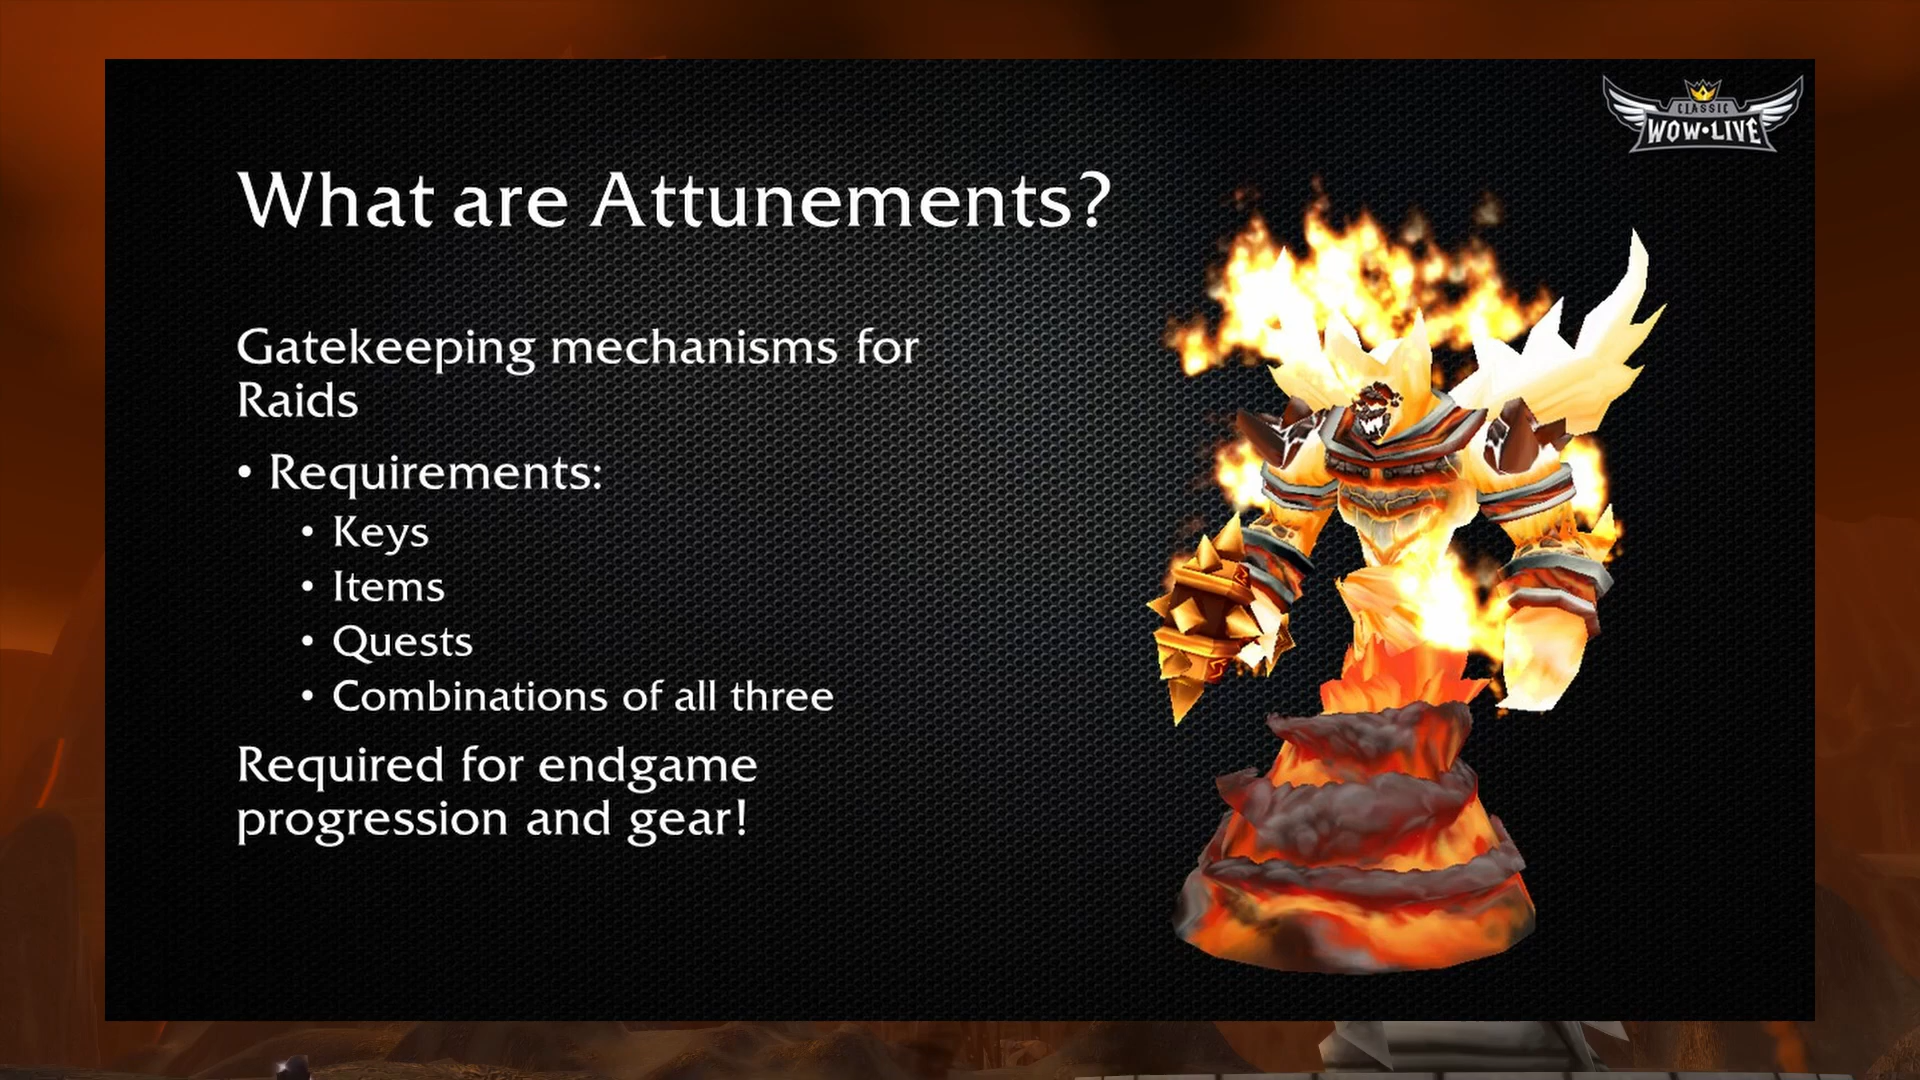 CLASSIC
WOW•LIVE
What are Attunements?
Gatekeeping mechanisms for
Raids
• Requirements:
• Keys
• Items
• Quests
• Combinations of all three
Required for endgame
progression and gear!